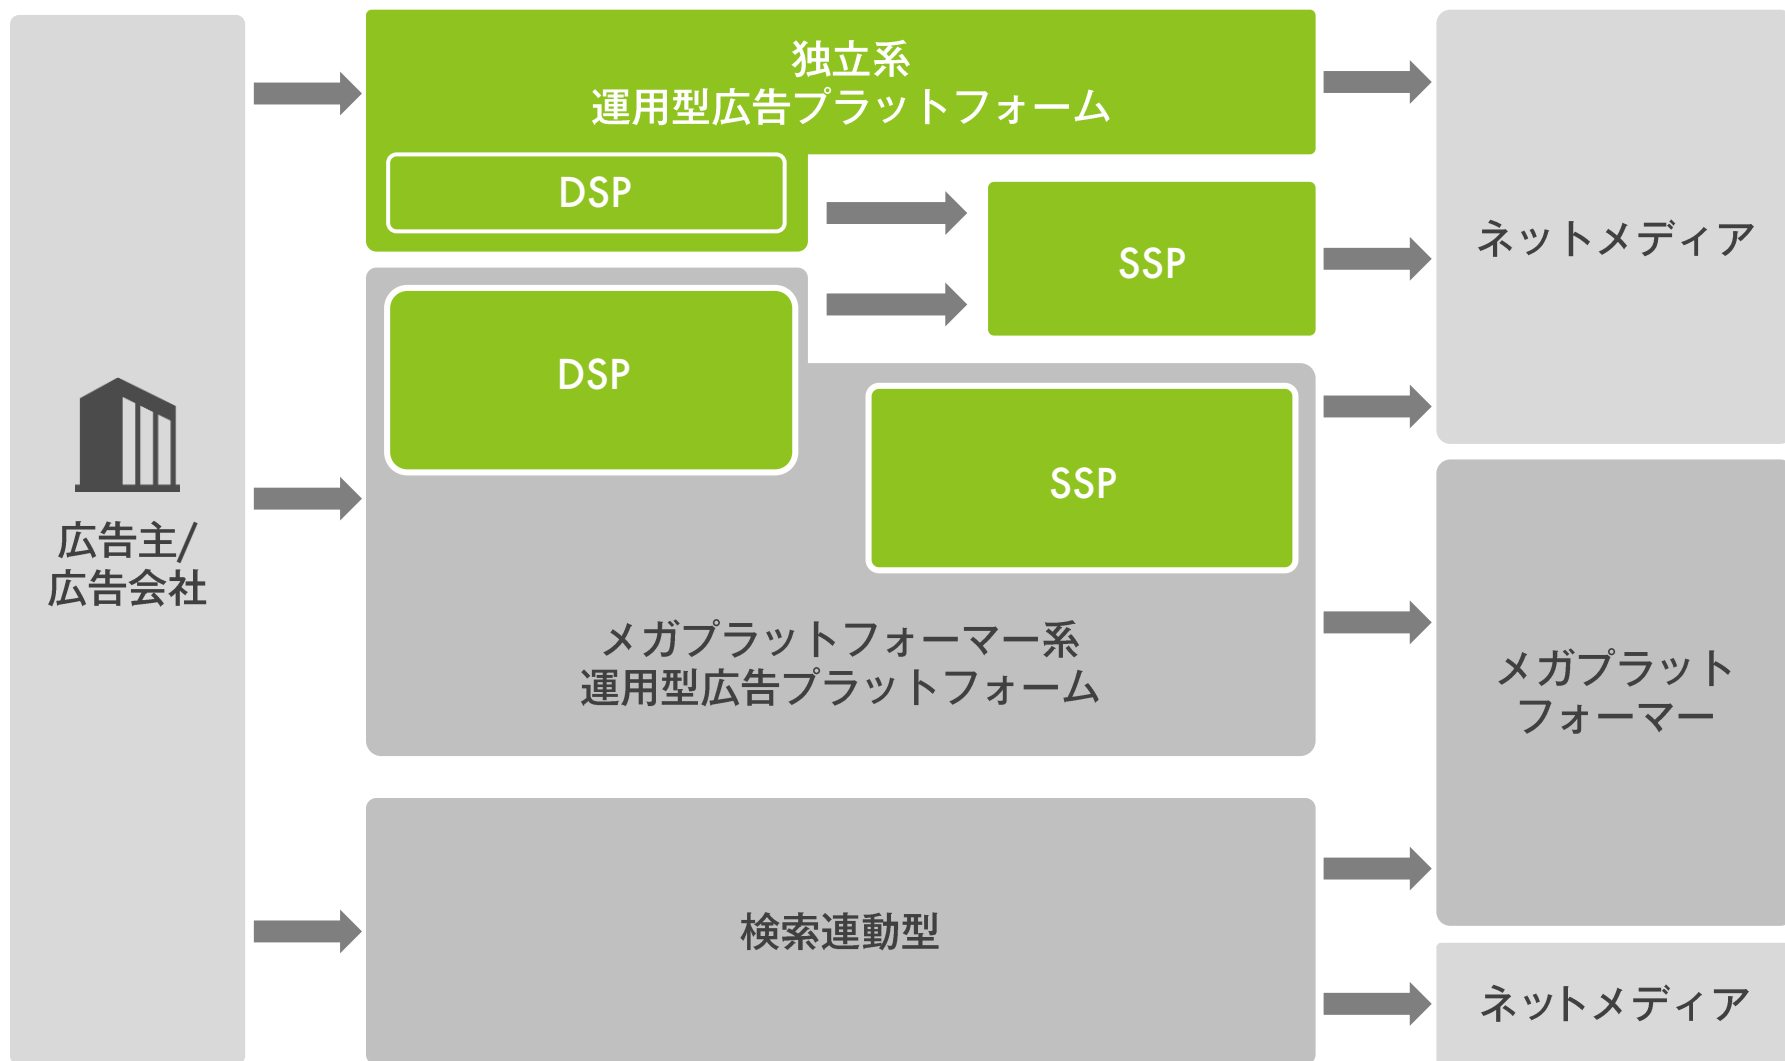 広告主/
広告会社
独立系
運用型広告プラットフォーム
DSP
SSP
DSP
SSP
メガプラットフォーマー系
運用型広告プラットフォーム
検索連動型
ネットメディア
メガプラット
フォーマー
ネットメディア